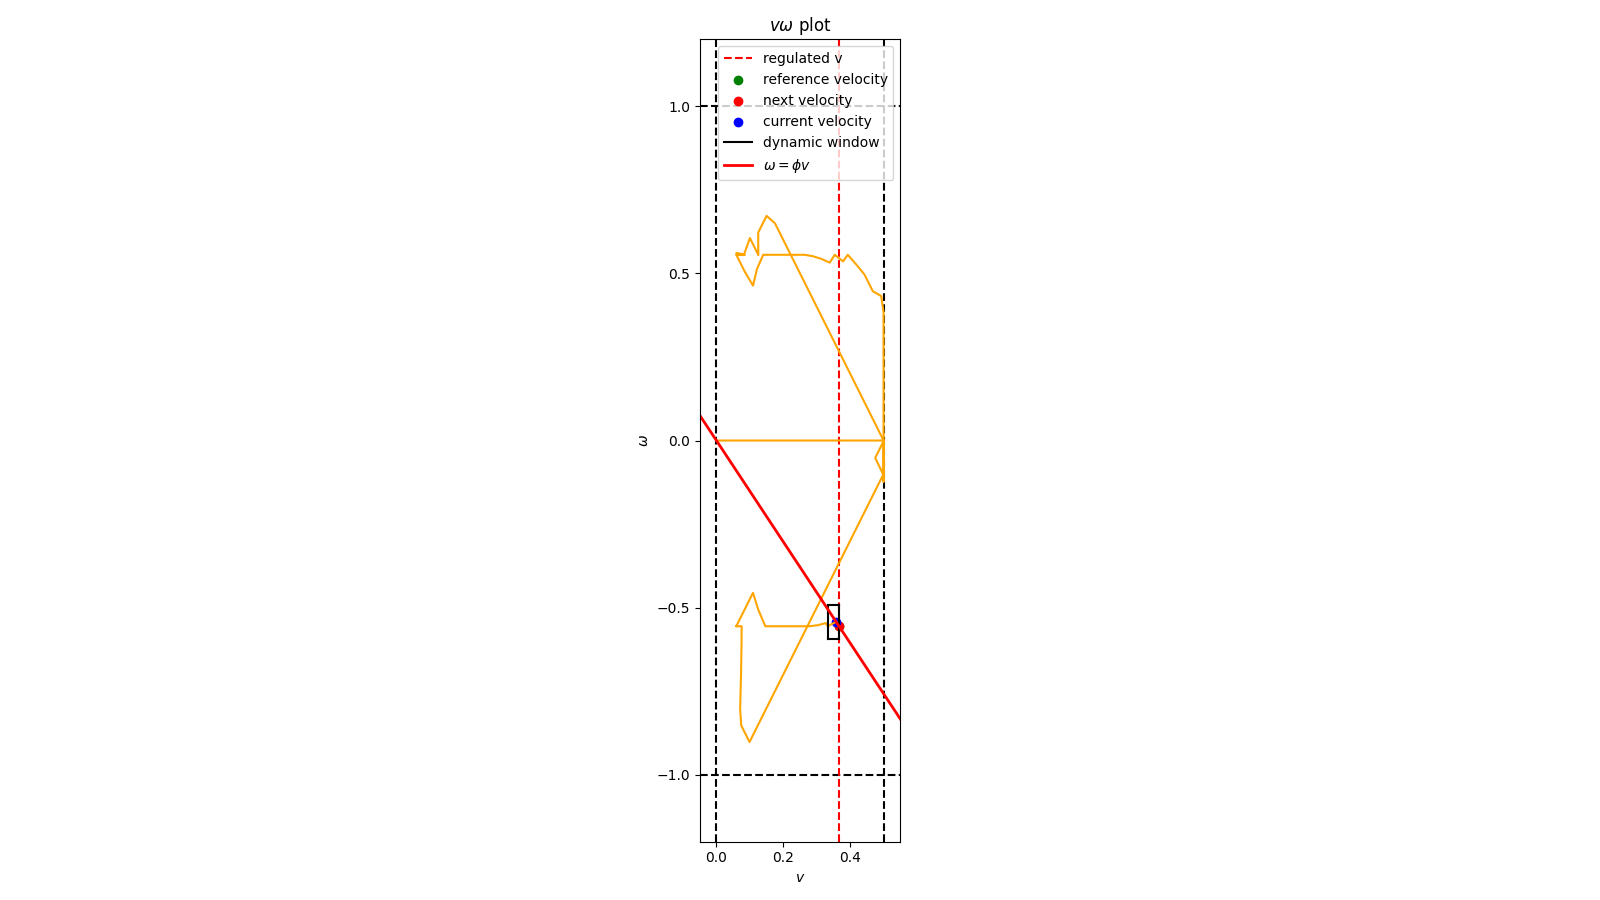 vω plot
regulated v
reference velocity
next velocity
current velocity
dynamic window
ω = ϕv
1.0
0.5
0.0
−0.5
−1.0
ω
0.0 0.2 0.4
v